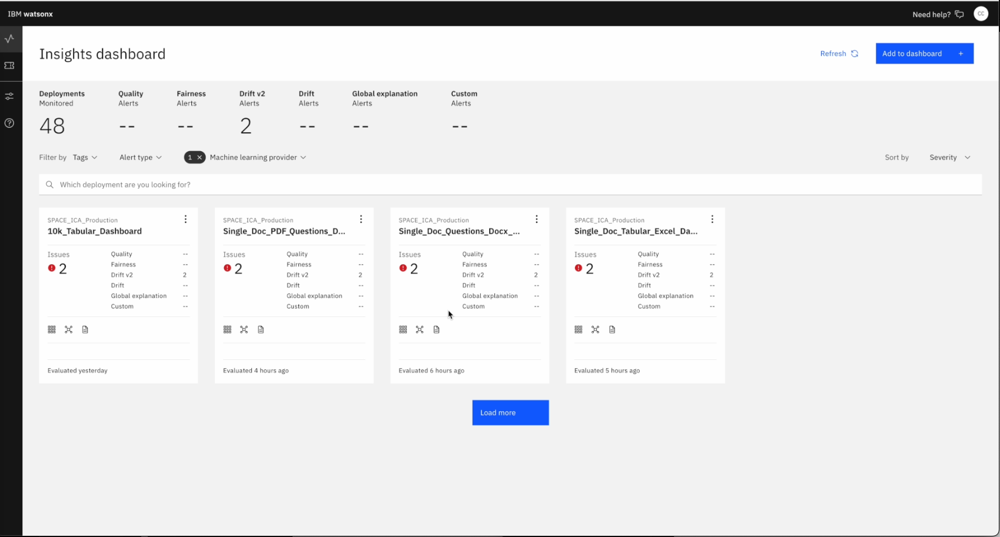 IBM watsonx
Need help?
CC
Insights dashboard
Refresh
Add to dashboard +
Deployments
Monitored
48
Quality
Alerts
--
Fairness
Alerts
--
Drift v2
Alerts
2
Drift
Alerts
--
Global explanation
Alerts
--
Custom
Alerts
--
Filter by Tags
Alert type
1 × Machine learning provider
Sort by Severity
Which deployment are you looking for?
SPACE_ICA_Production
10k_Tabular_Dashboard
Issues
2
Quality --
Fairness --
Drift v2 2
Drift --
Global explanation --
Custom --
Evaluated yesterday
SPACE_ICA_Production
Single_Doc_PDF_Questions_D...
Issues
2
Quality --
Fairness --
Drift v2 2
Drift --
Global explanation --
Custom --
Evaluated 4 hours ago
SPACE_ICA_Production
Single_Doc_Questions_Docx_...
Issues
2
Quality --
Fairness --
Drift v2 2
Drift --
Global explanation --
Custom --
Evaluated 6 hours ago
SPACE_ICA_Production
Single_Doc_Tabular_Excel_Da...
Issues
2
Quality --
Fairness --
Drift v2 2
Drift --
Global explanation --
Custom --
Evaluated 5 hours ago
Load more